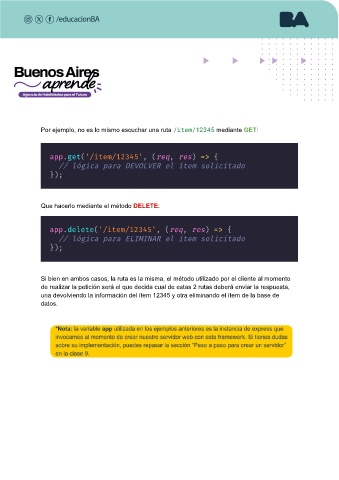 /educacionBA
BA
Buenos Aires
aprende
Agencia de Habilidades para el Futuro
Por ejemplo, no es lo mismo escuchar una ruta /item/12345 mediante GET:
app.get('/item/12345', (req, res) => {
// lógica para DEVOLVER el item solicitado
});
Que hacerlo mediante el método DELETE:
app.delete('/item/12345', (req, res) => {
// lógica para ELIMINAR el item solicitado
});
Si bien en ambos casos, la ruta es la misma, el método utilizado por el cliente al momento
de realizar la petición será el que decida cual de estas 2 rutas deberá enviar la respuesta,
una devolviendo la información del ítem 12345 y otra eliminando el ítem de la base de
datos.
*Nota: la variable app utilizada en los ejemplos anteriores es la instancia de express que
invocamos al momento de crear nuestro servidor web con este framework. Si tienes dudas
sobre su implementación, puedes repasar la sección "Paso a paso para crear un servidor"
en la clase 9.